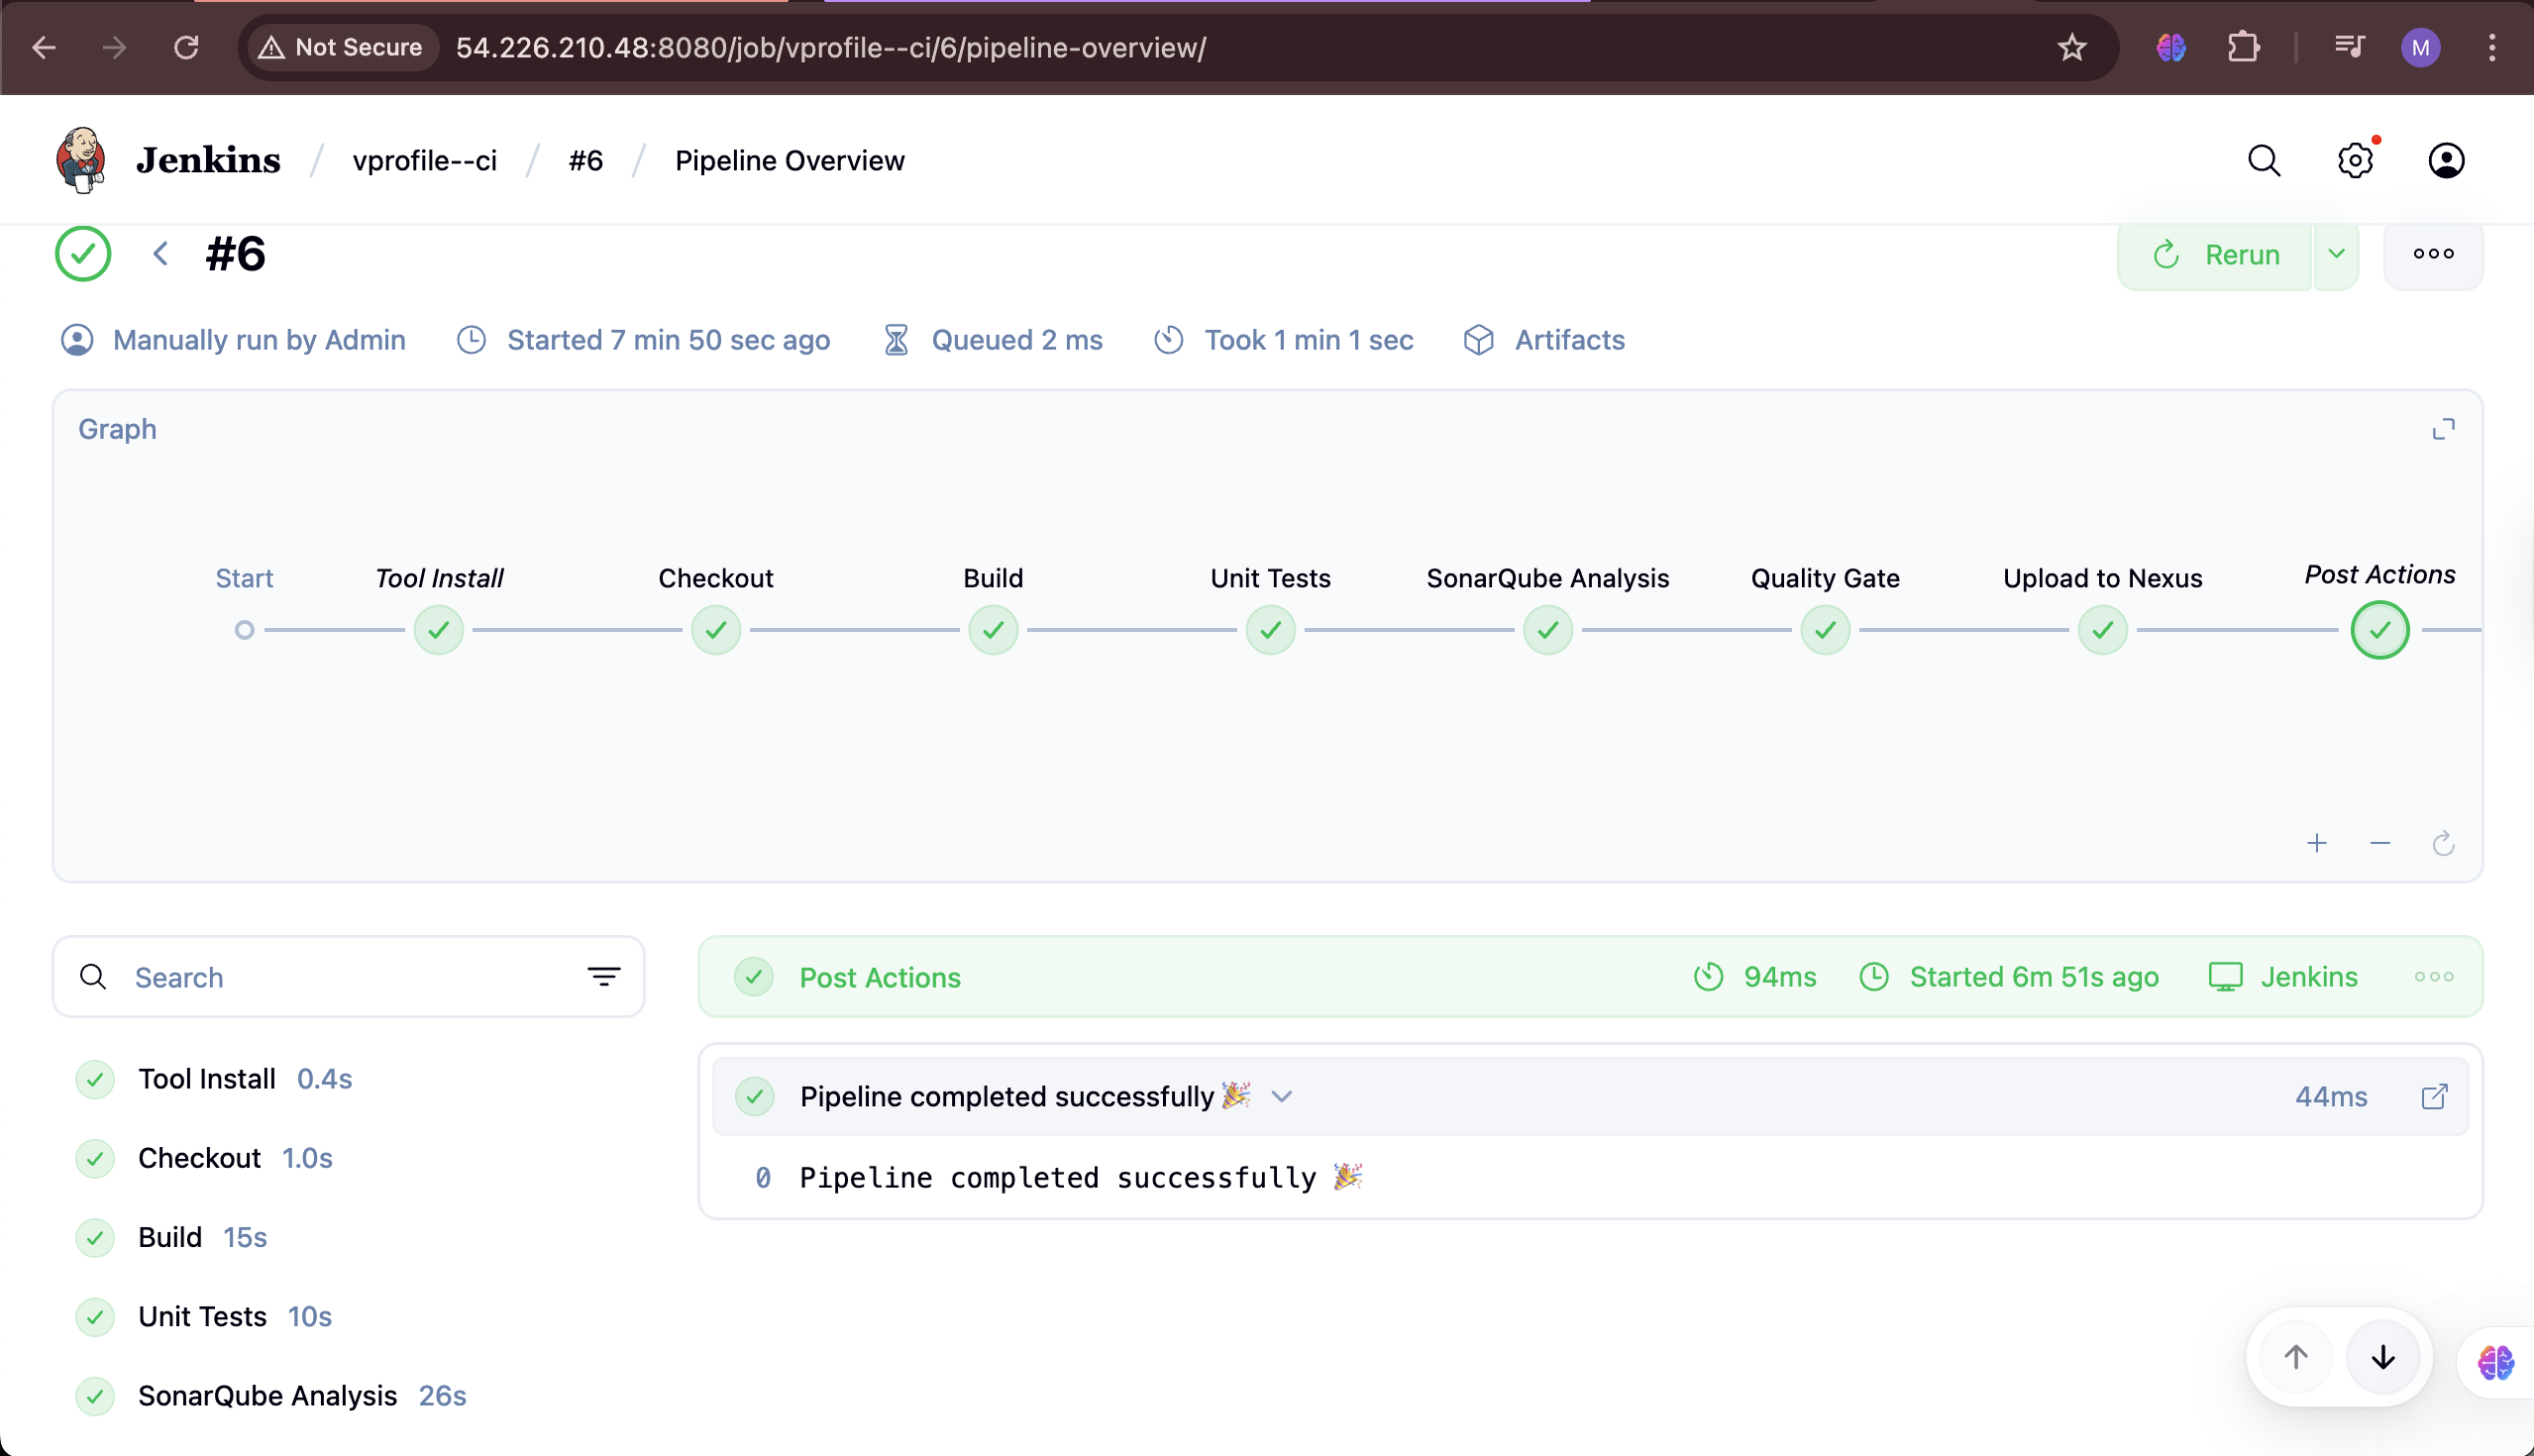 Not Secure 54.226.210.48:8080/job/vprofile--ci/6/pipeline-overview/ M
Jenkins / vprofile--ci / #6 / Pipeline Overview
#6 Rerun
Manually run by Admin Started 7 min 50 sec ago Queued 2 ms Took 1 min 1 sec Artifacts
Graph
Start Tool Install Checkout Build Unit Tests SonarQube Analysis Quality Gate Upload to Nexus Post Actions
Search
Post Actions 94ms Started 6m 51s ago Jenkins
Tool Install 0.4s
Pipeline completed successfully 🎉 44ms
Checkout 1.0s
0 Pipeline completed successfully 🎉
Build 15s
Unit Tests 10s
SonarQube Analysis 26s